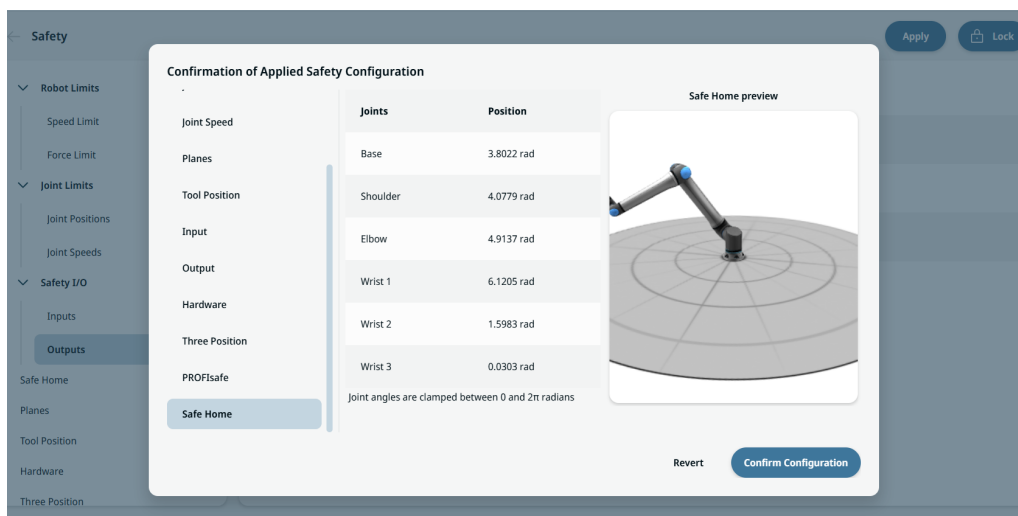 Safety
Apply
Lock
Robot Limits
Speed Limit
Force Limit
Joint Limits
Joint Positions
Joint Speeds
Safety I/O
Inputs
Outputs
Safe Home
Planes
Tool Position
Hardware
Three Position
Confirmation of Applied Safety Configuration
Joint Speed
Planes
Tool Position
Input
Output
Hardware
Three Position
PROFIsafe
Safe Home
Joints Position
Base 3.8022 rad
Shoulder 4.0779 rad
Elbow 4.9137 rad
Wrist 1 6.1205 rad
Wrist 2 1.5983 rad
Wrist 3 0.0303 rad
Joint angles are clamped between 0 and 2π radians
Safe Home preview
Revert
Confirm Configuration